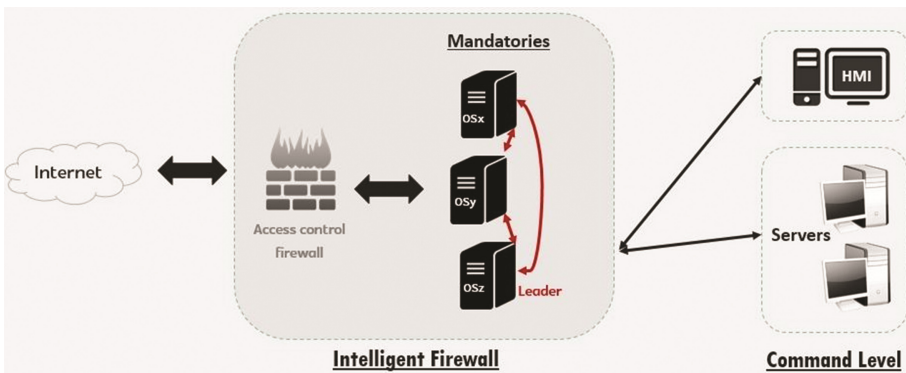 Mandatories
HMI
OSx
Internet
OSy
Access control
firewall
Servers
OSz
Leader
Intelligent Firewall
Command Level